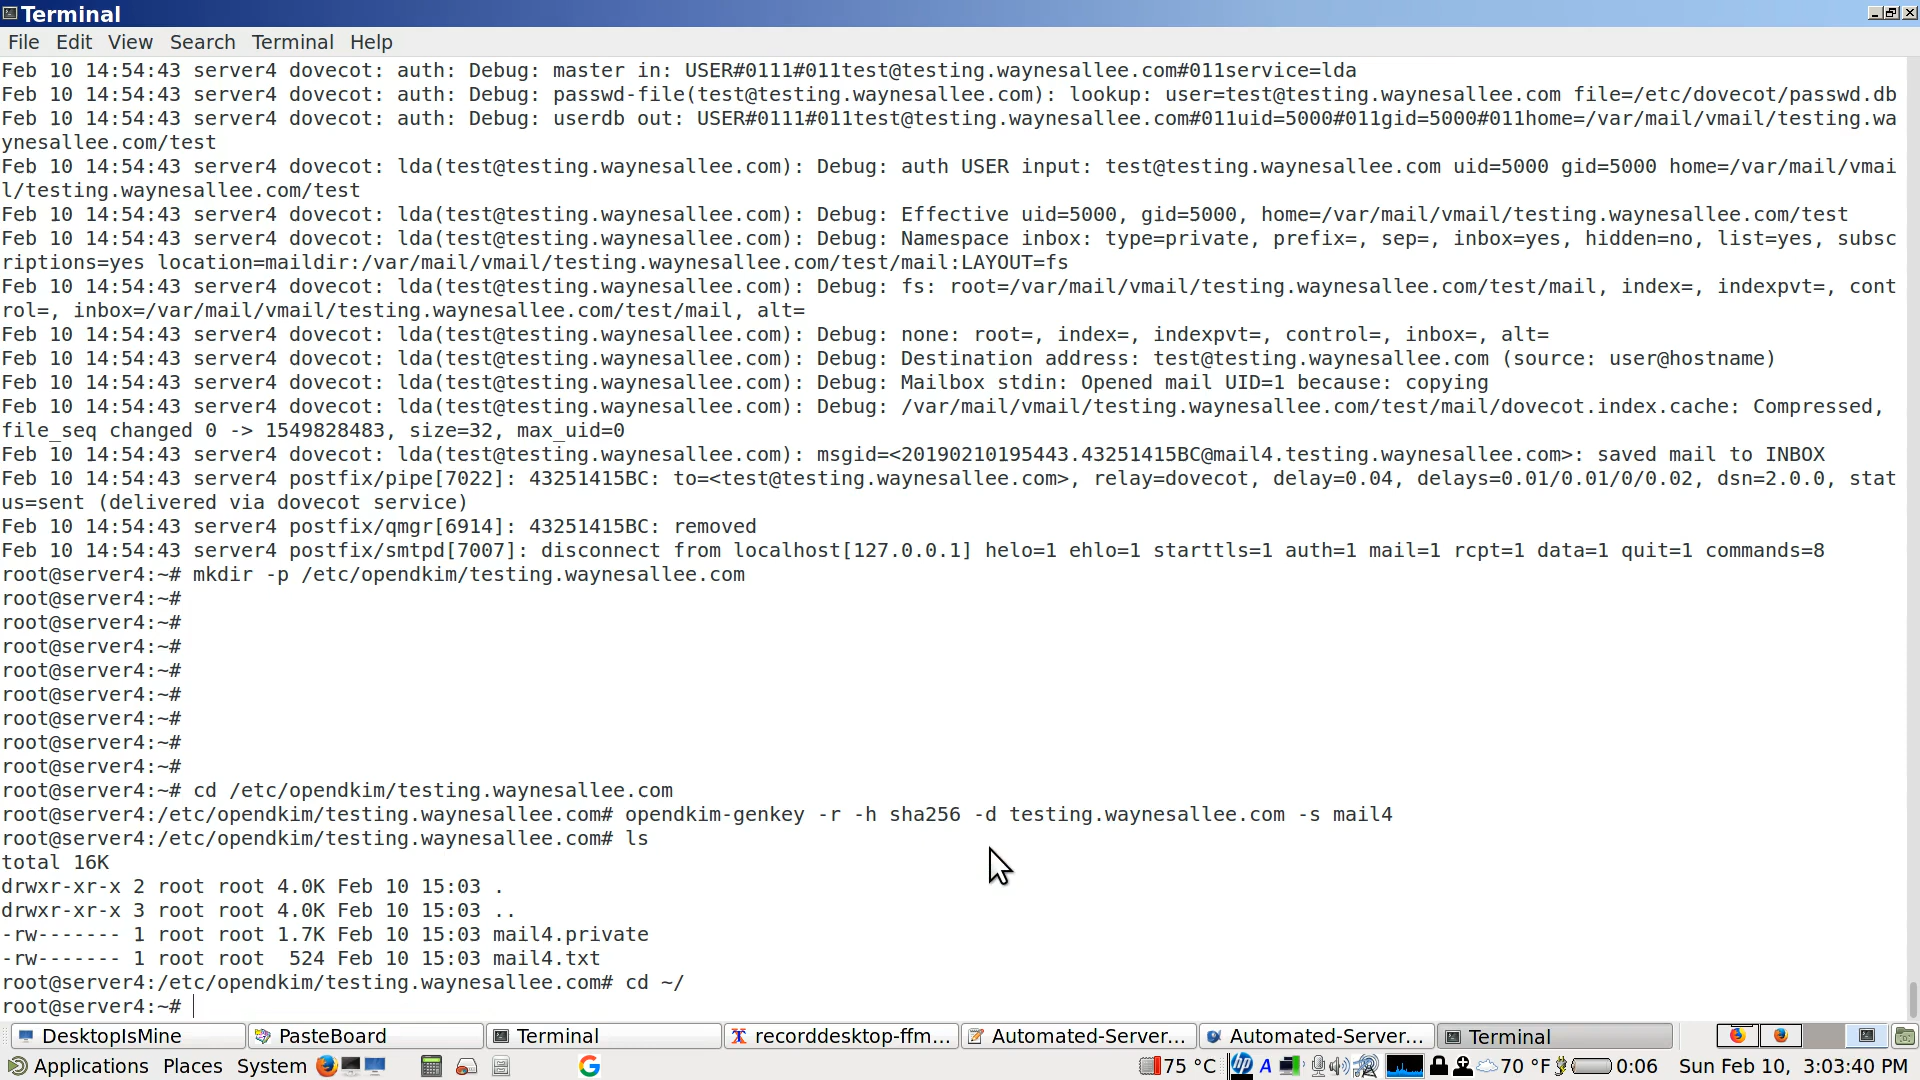 Terminal
File Edit View Search Terminal Help
Feb 10 14:54:43 server4 dovecot: auth: Debug: master in: USER#0111#011test@testing.waynesallee.com#011service=lda
Feb 10 14:54:43 server4 dovecot: auth: Debug: passwd-file(test@testing.waynesallee.com): lookup: user=test@testing.waynesallee.com file=/etc/dovecot/passwd.db
Feb 10 14:54:43 server4 dovecot: auth: Debug: userdb out: USER#0111#011test@testing.waynesallee.com#011uid=5000#011gid=5000#011home=/var/mail/vmail/testing.wa
ynesallee.com/test
Feb 10 14:54:43 server4 dovecot: lda(test@testing.waynesallee.com): Debug: auth USER input: test@testing.waynesallee.com uid=5000 gid=5000 home=/var/mail/vmai
l/testing.waynesallee.com/test
Feb 10 14:54:43 server4 dovecot: lda(test@testing.waynesallee.com): Debug: Effective uid=5000, gid=5000, home=/var/mail/vmail/testing.waynesallee.com/test
Feb 10 14:54:43 server4 dovecot: lda(test@testing.waynesallee.com): Debug: Namespace inbox: type=private, prefix=, sep=, inbox=yes, hidden=no, list=yes, subsc
riptions=yes location=maildir:/var/mail/vmail/testing.waynesallee.com/test/mail:LAYOUT=fs
Feb 10 14:54:43 server4 dovecot: lda(test@testing.waynesallee.com): Debug: fs: root=/var/mail/vmail/testing.waynesallee.com/test/mail, index=, indexpvt=, cont
rol=, inbox=/var/mail/vmail/testing.waynesallee.com/test/mail, alt=
Feb 10 14:54:43 server4 dovecot: lda(test@testing.waynesallee.com): Debug: none: root=, index=, indexpvt=, control=, inbox=, alt=
Feb 10 14:54:43 server4 dovecot: lda(test@testing.waynesallee.com): Debug: Destination address: test@testing.waynesallee.com (source: user@hostname)
Feb 10 14:54:43 server4 dovecot: lda(test@testing.waynesallee.com): Debug: Mailbox stdin: Opened mail UID=1 because: copying
Feb 10 14:54:43 server4 dovecot: lda(test@testing.waynesallee.com): Debug: /var/mail/vmail/testing.waynesallee.com/test/mail/dovecot.index.cache: Compressed,
file_seq changed 0 -> 1549828483, size=32, max_uid=0
Feb 10 14:54:43 server4 dovecot: lda(test@testing.waynesallee.com): msgid=<20190210195443.43251415BC@mail4.testing.waynesallee.com>: saved mail to INBOX
Feb 10 14:54:43 server4 postfix/pipe[7022]: 43251415BC: to=<test@testing.waynesallee.com>, relay=dovecot, delay=0.04, delays=0.01/0.01/0/0.02, dsn=2.0.0, stat
us=sent (delivered via dovecot service)
Feb 10 14:54:43 server4 postfix/qmgr[6914]: 43251415BC: removed
Feb 10 14:54:43 server4 postfix/smtpd[7007]: disconnect from localhost[127.0.0.1] helo=1 ehlo=1 starttls=1 auth=1 mail=1 rcpt=1 data=1 quit=1 commands=8
root@server4:~# mkdir -p /etc/opendkim/testing.waynesallee.com
root@server4:~#
root@server4:~#
root@server4:~#
root@server4:~#
root@server4:~#
root@server4:~#
root@server4:~#
root@server4:~#
root@server4:~# cd /etc/opendkim/testing.waynesallee.com
root@server4:/etc/opendkim/testing.waynesallee.com# opendkim-genkey -r -h sha256 -d testing.waynesallee.com -s mail4
root@server4:/etc/opendkim/testing.waynesallee.com# ls
total 16K
drwxr-xr-x 2 root root 4.0K Feb 10 15:03 .
drwxr-xr-x 3 root root 4.0K Feb 10 15:03 ..
-rw------- 1 root root 1.7K Feb 10 15:03 mail4.private
-rw------- 1 root root  524 Feb 10 15:03 mail4.txt
root@server4:/etc/opendkim/testing.waynesallee.com# cd ~/
root@server4:~#
DesktopIsMine PasteBoard Terminal recorddesktop-ffm... Automated-Server... Automated-Server... Terminal
Applications Places System 75 °C hp A 70 °F 0:06 Sun Feb 10, 3:03:40 PM